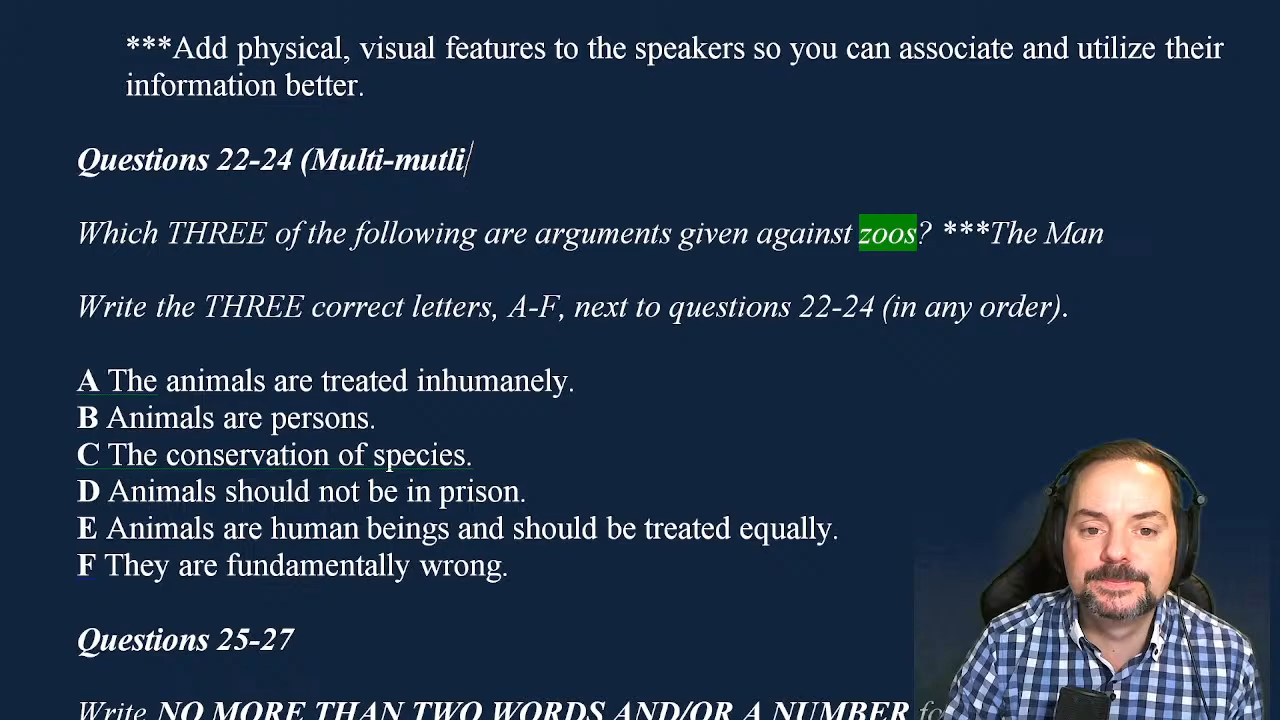 ***Add physical, visual features to the speakers so you can associate and utilize their
information better.
Questions 22-24 (Multi-mutli
Which THREE of the following are arguments given against zoos? ***The Man
Write the THREE correct letters, A-F, next to questions 22-24 (in any order).
A The animals are treated inhumanely.
B Animals are persons.
C The conservation of species.
D Animals should not be in prison.
E Animals are human beings and should be treated equally.
F They are fundamentally wrong.
Questions 25-27
Write NO MORE THAN TWO WORDS AND/OR A NUMBER